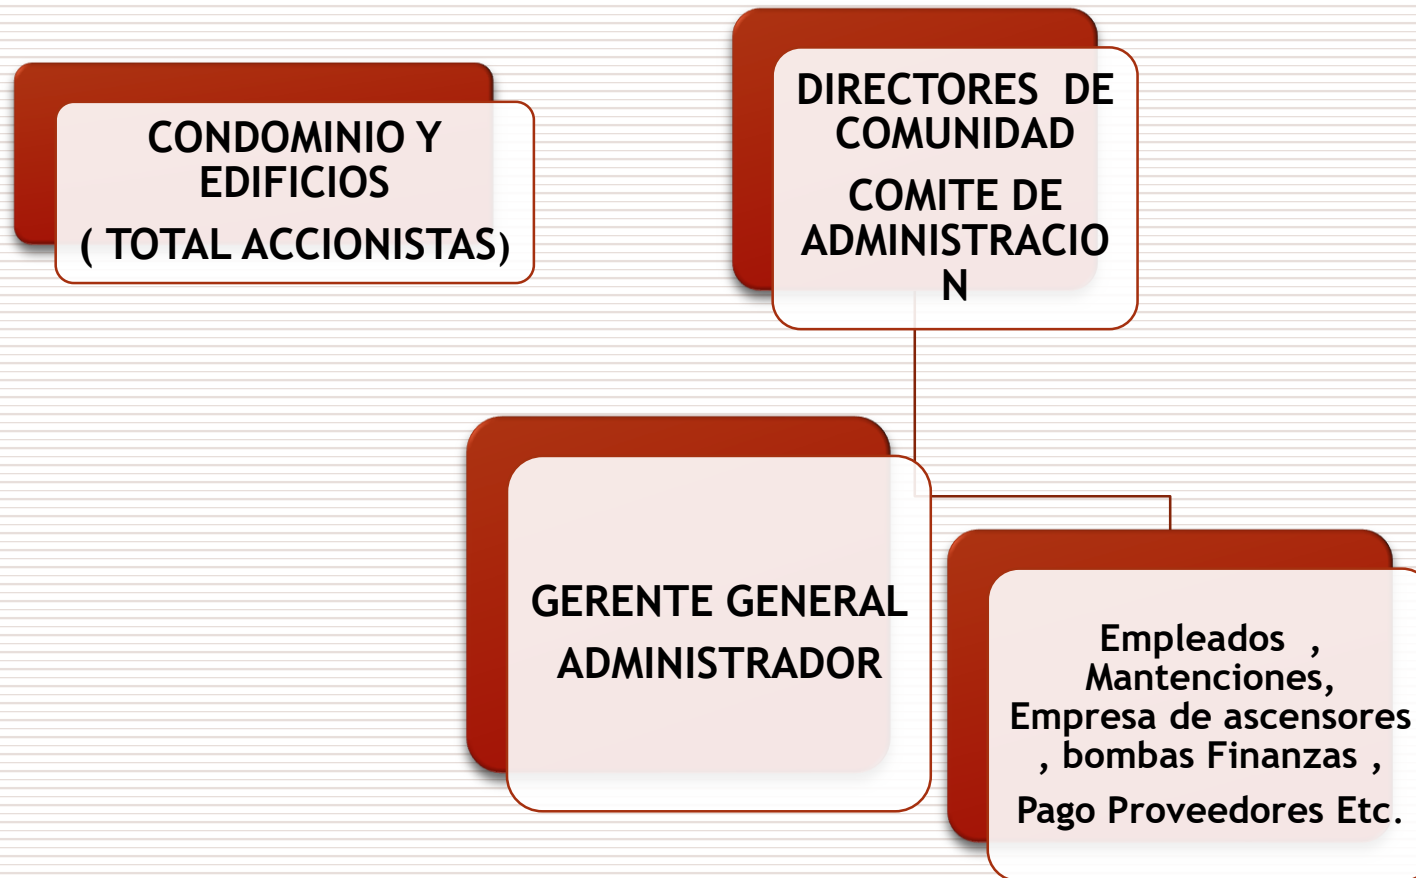 CONDOMINIO Y
EDIFICIOS
( TOTAL ACCIONISTAS)
DIRECTORES DE
COMUNIDAD
COMITE DE
ADMINISTRACIO
N
GERENTE GENERAL
ADMINISTRADOR
Empleados ,
Mantenciones,
Empresa de ascensores
, bombas Finanzas ,
Pago Proveedores Etc.